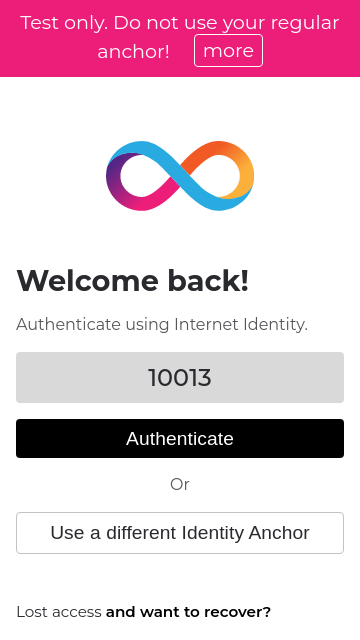 Test only. Do not use your regular
anchor! more
Welcome back!
Authenticate using Internet Identity.
10013
Authenticate
Or
Use a different Identity Anchor
Lost access and want to recover?